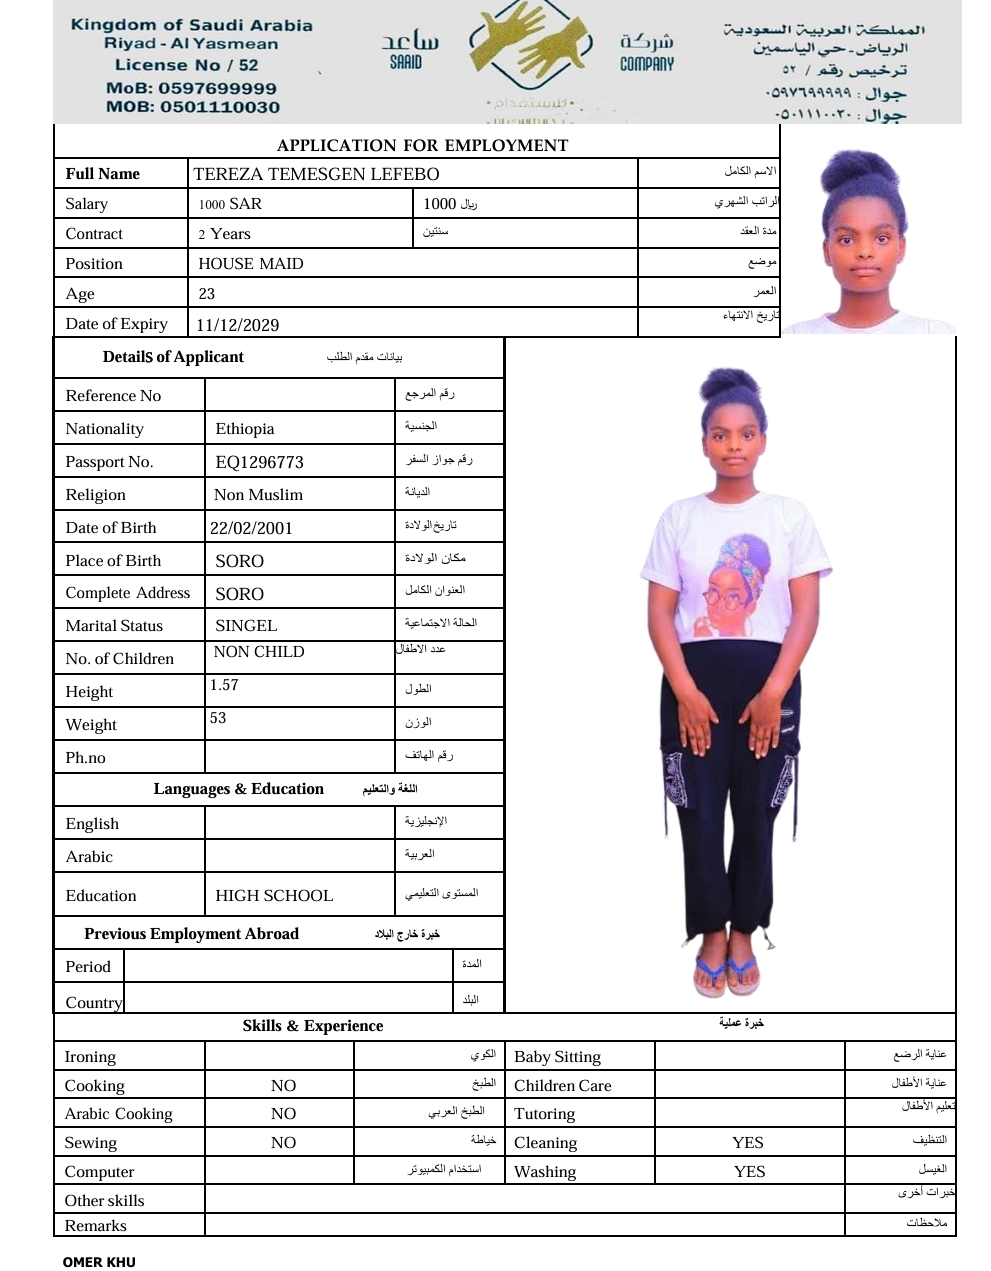 Kingdom of Saudi Arabia
Riyad - Al Yasmean
License No / 52
MoB: 0597699999
MOB: 0501110030
ساعد
SAAID
شركة
COMPANY
للاستقدام
المملكة العربية السعودية
الرياض - حي الياسمين
ترخيص رقم / ٥٢
جوال : ٠٥٩٧٦٩٩٩٩٩
جوال : ٠٥٠١١١٠٠٣٠
APPLICATION FOR EMPLOYMENT
Full Name TEREZA TEMESGEN LEFEBO الاسم الكامل
Salary 1000 SAR 1000 ريال الراتب الشهري
Contract 2 Years سنتين مدة العقد
Position HOUSE MAID موضع
Age 23 العمر
Date of Expiry 11/12/2029 تاريخ الانتهاء
Details of Applicant بيانات مقدم الطلب
Reference No رقم المرجع
Nationality Ethiopia الجنسية
Passport No. EQ1296773 رقم جواز السفر
Religion Non Muslim الديانة
Date of Birth 22/02/2001 تاريخ الولادة
Place of Birth SORO مكان الولادة
Complete Address SORO العنوان الكامل
Marital Status SINGEL الحالة الاجتماعية
No. of Children NON CHILD عدد الاطفال
Height 1.57 الطول
Weight 53 الوزن
Ph.no رقم الهاتف
Languages & Education اللغة والتعليم
English الإنجليزية
Arabic العربية
Education HIGH SCHOOL المستوى التعليمي
Previous Employment Abroad خبرة خارج البلاد
Period المدة
Country البلد
Skills & Experience خبرة عملية
Ironing الكوي Baby Sitting عناية الرضع
Cooking NO الطبخ Children Care عناية الأطفال
Arabic Cooking NO الطبخ العربي Tutoring تعليم الأطفال
Sewing NO خياطة Cleaning YES التنظيف
Computer استخدام الكمبيوتر Washing YES الغيسل
Other skills خبرات أخرى
Remarks ملاحظات
OMER KHU